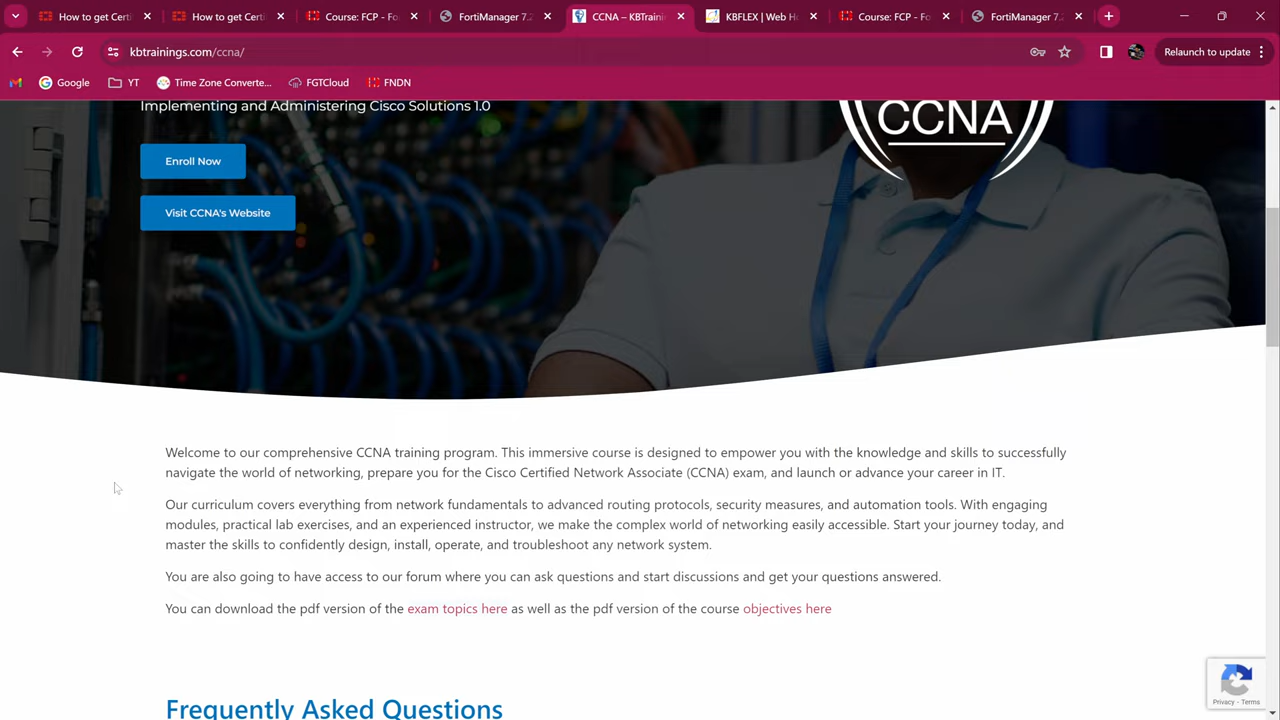 How to get Certi
How to get Certi
Course: FCP - Fo
FortiManager 7.2
CCNA – KBTraini
KBFLEX | Web H
Course: FCP - Fo
FortiManager 7.2
kbtrainings.com/ccna/
Relaunch to update
Google
YT
Time Zone Converte...
FGTCloud
FNDN
Implementing and Administering Cisco Solutions 1.0
CCNA
Enroll Now
Visit CCNA's Website
Welcome to our comprehensive CCNA training program. This immersive course is designed to empower you with the knowledge and skills to successfully
navigate the world of networking, prepare you for the Cisco Certified Network Associate (CCNA) exam, and launch or advance your career in IT.
Our curriculum covers everything from network fundamentals to advanced routing protocols, security measures, and automation tools. With engaging
modules, practical lab exercises, and an experienced instructor, we make the complex world of networking easily accessible. Start your journey today, and
master the skills to confidently design, install, operate, and troubleshoot any network system.
You are also going to have access to our forum where you can ask questions and start discussions and get your questions answered.
You can download the pdf version of the exam topics here as well as the pdf version of the course objectives here
Frequently Asked Questions
Privacy - Terms